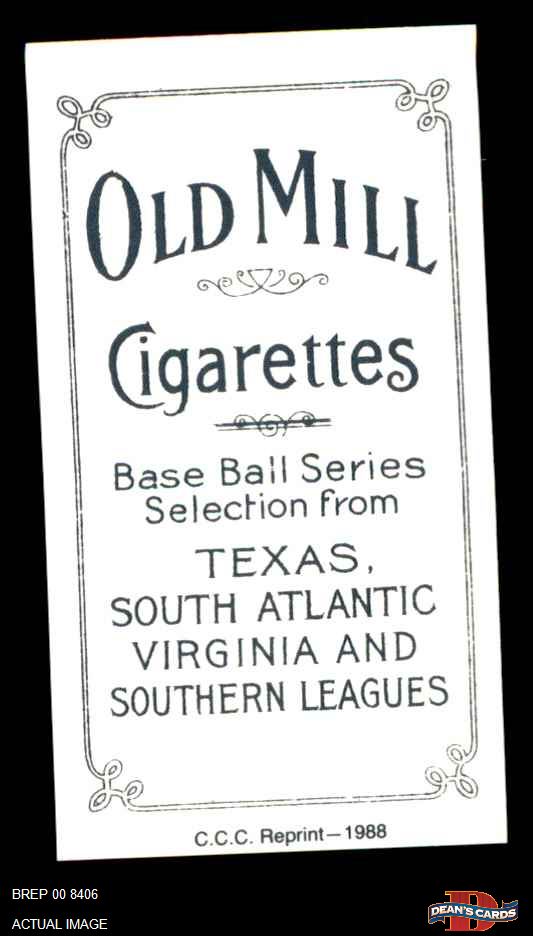 OLD MILL
Cigarettes
Base Ball Series
Selection from
TEXAS,
SOUTH ATLANTIC
VIRGINIA AND
SOUTHERN LEAGUES
C.C.C. Reprint—1988
BREP 00 8406
ACTUAL IMAGE
D
DEAN'S CARDS